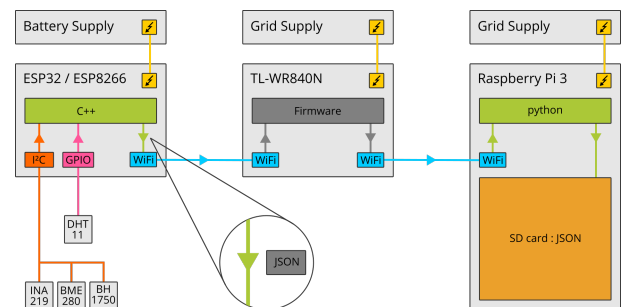 Battery Supply
Grid Supply
Grid Supply
ESP32 / ESP8266
TL-WR840N
Raspberry Pi 3
C++
Firmware
python
I²C
GPIO
WiFi
WiFi
WiFi
WiFi
DHT
11
SD card : JSON
JSON
INA
219
BME
280
BH
1750